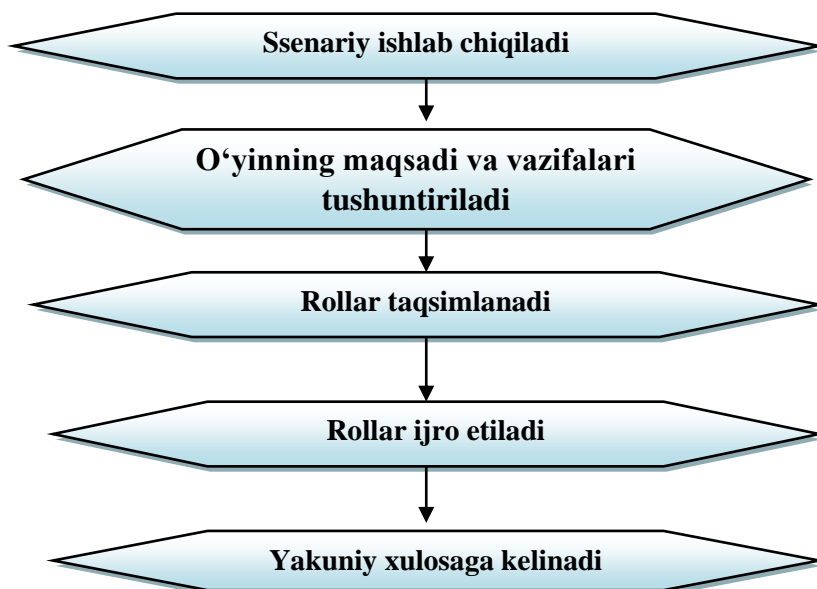 Ssenariy ishlab chiqiladi
O‘yinning maqsadi va vazifalari
tushuntiriladi
Rollar taqsimlanadi
Rollar ijro etiladi
Yakuniy xulosaga kelinadi